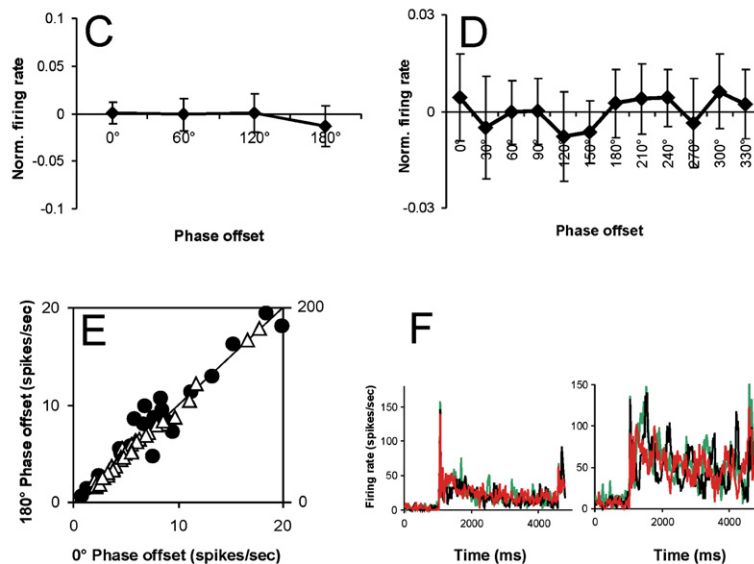 C
Norm. firing rate
0.1
0.05
0
-0.05
-0.1
0° 60° 120° 180°
Phase offset
D
Norm. firing rate
0.03
0
-0.03
0° 30° 60° 90° 120° 150° 180° 210° 240° 270° 300° 330°
Phase offset
E
180° Phase offset (spikes/sec)
20
10
0
200
100
0
10 20
0° Phase offset (spikes/sec)
F
Firing rate (spikes/sec)
150
100
50
0
0 2000 4000
Time (ms)
150
100
50
0
0 2000 4000
Time (ms)